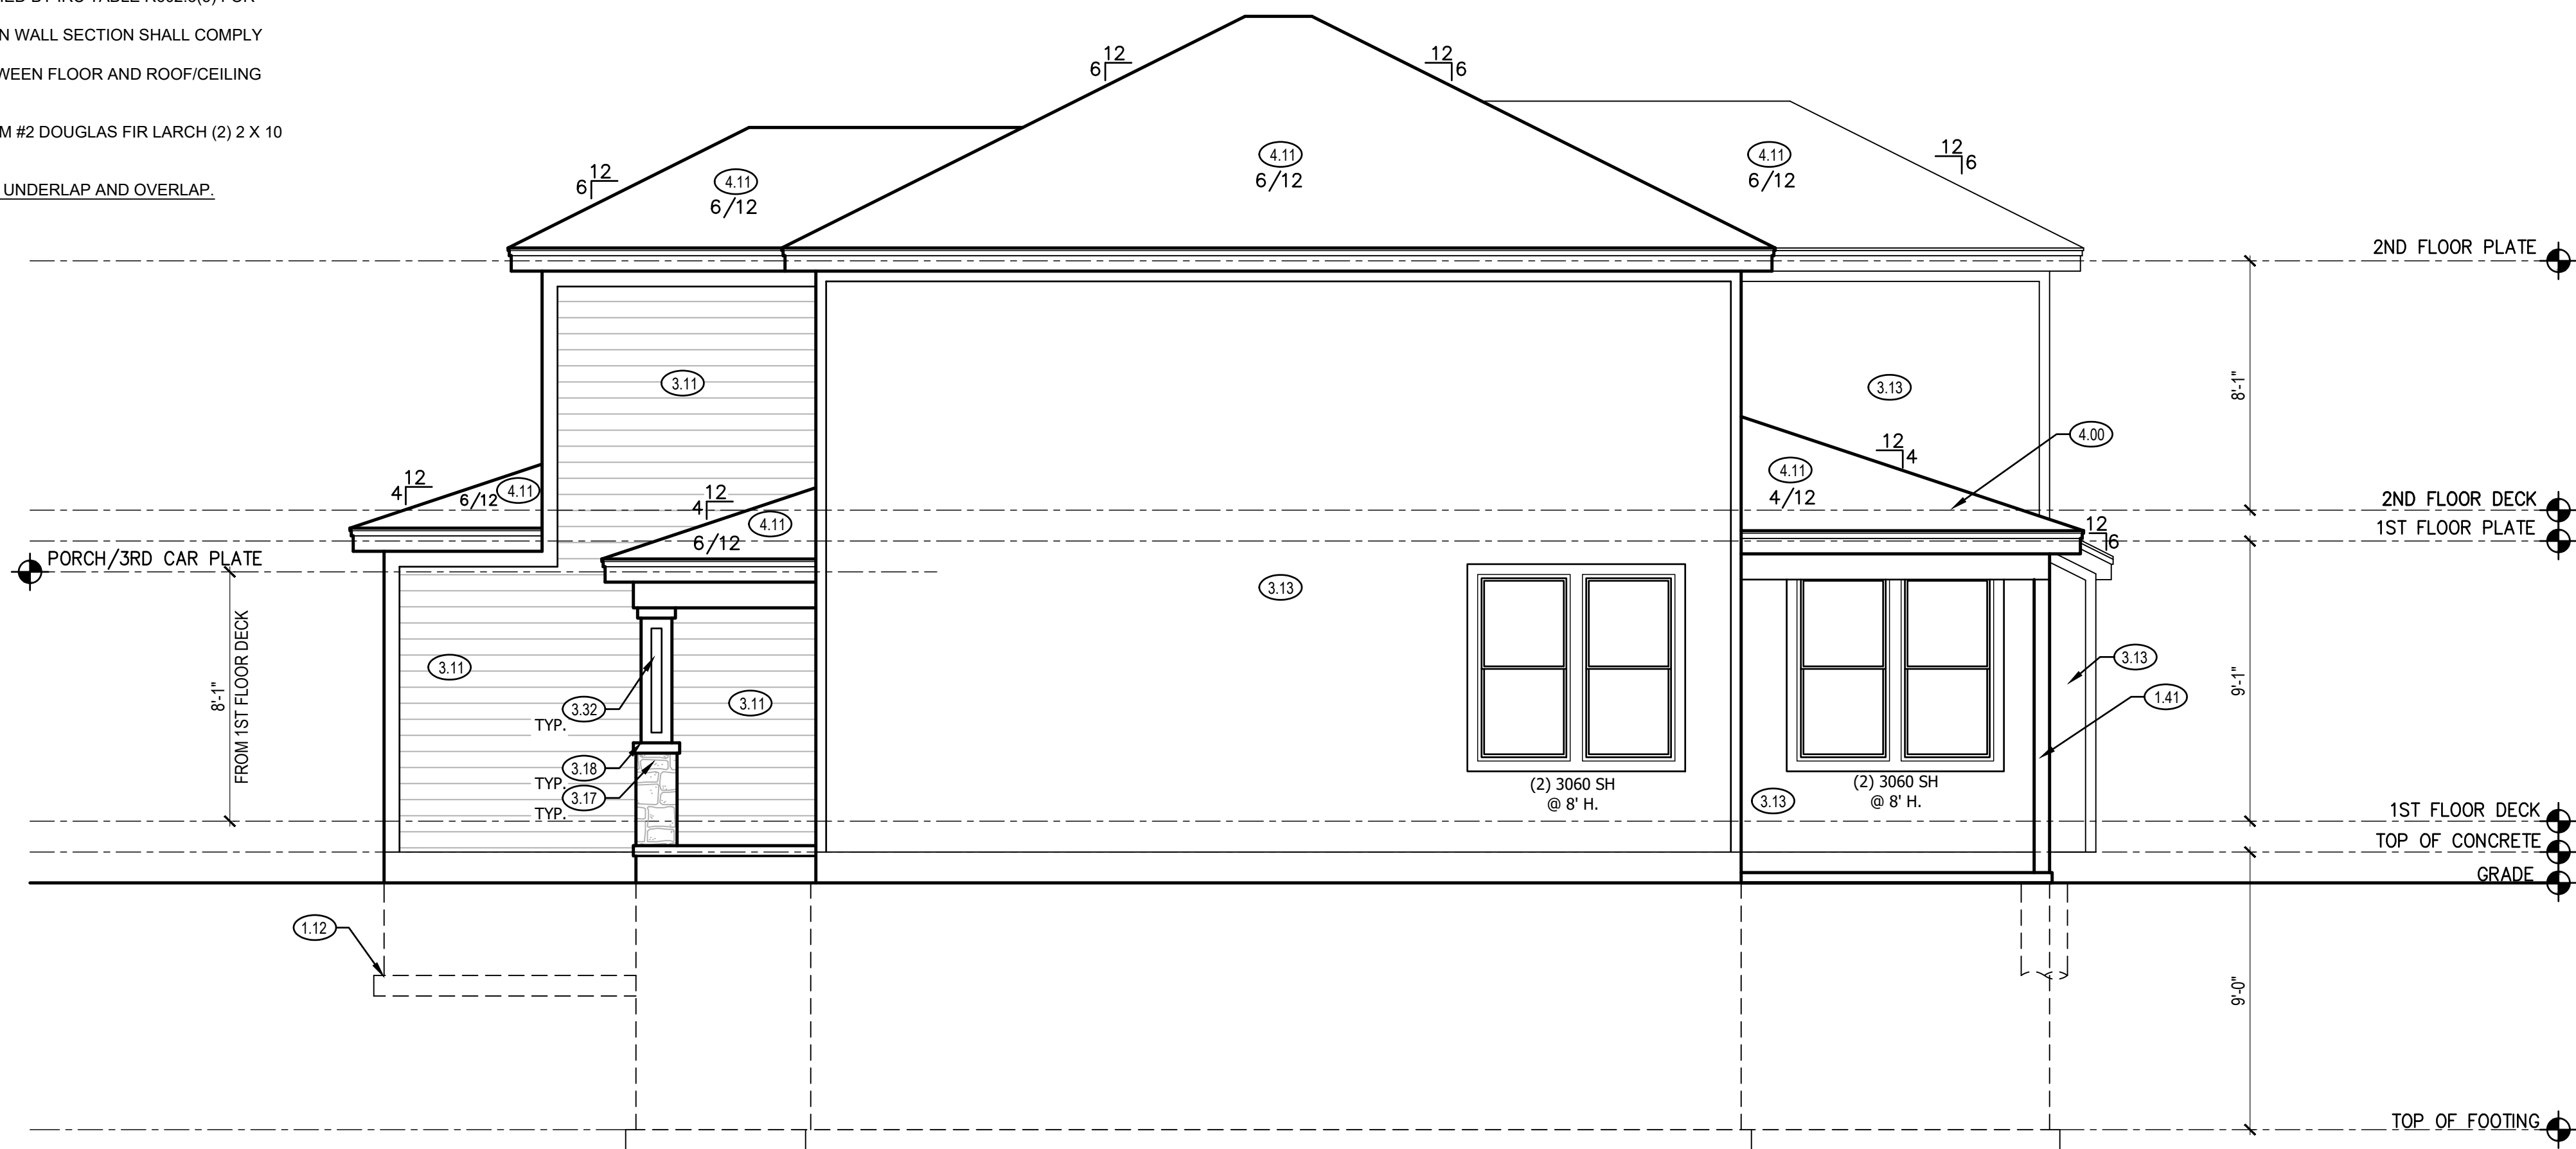 N WALL SECTION SHALL COMPLY
WEEN FLOOR AND ROOF/CEILING
M #2 DOUGLAS FIR LARCH (2) 2 X 10
UNDERLAP AND OVERLAP.
12
6
12
6
12
6
12
6
4.11
6/12
4.11
6/12
4.11
6/12
2ND FLOOR PLATE
3.11
3.13
8'-1"
12
4
4.00
4.11
4/12
12
4
6/12
4.11
12
4
4.11
6/12
2ND FLOOR DECK
1ST FLOOR PLATE
12
6
PORCH/3RD CAR PLATE
8'-1"
FROM 1ST FLOOR DECK
3.11
3.13
3.11
3.32
TYP.
3.18
TYP.
3.17
TYP.
3.13
1.41
9'-1"
(2) 3060 SH
@ 8' H.
(2) 3060 SH
@ 8' H.
3.13
1ST FLOOR DECK
TOP OF CONCRETE
GRADE
1.12
9'-0"
TOP OF FOOTING